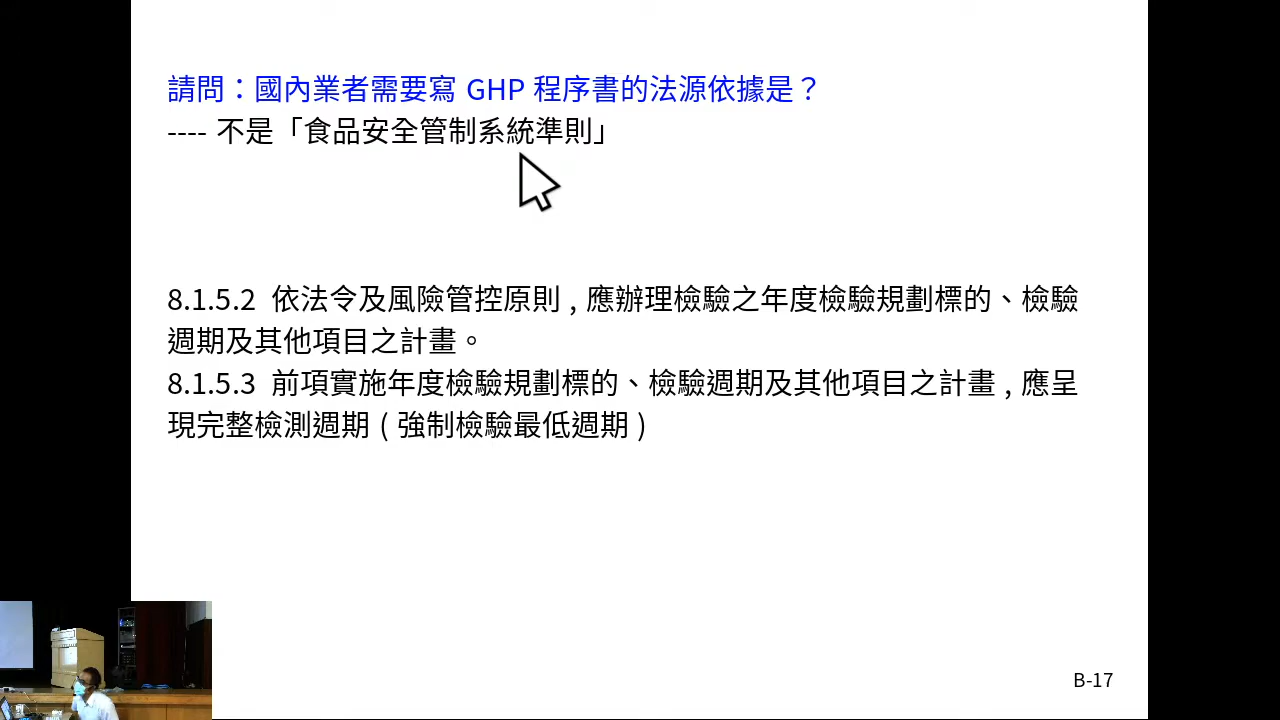 請問：國內業者需要寫 GHP 程序書的法源依據是？
---- 不是「食品安全管制系統準則」
8.1.5.2 依法令及風險管控原則 , 應辦理檢驗之年度檢驗規劃標的、檢驗
週期及其他項目之計畫。
8.1.5.3 前項實施年度檢驗規劃標的、檢驗週期及其他項目之計畫 , 應呈
現完整檢測週期 ( 強制檢驗最低週期 )
B-17